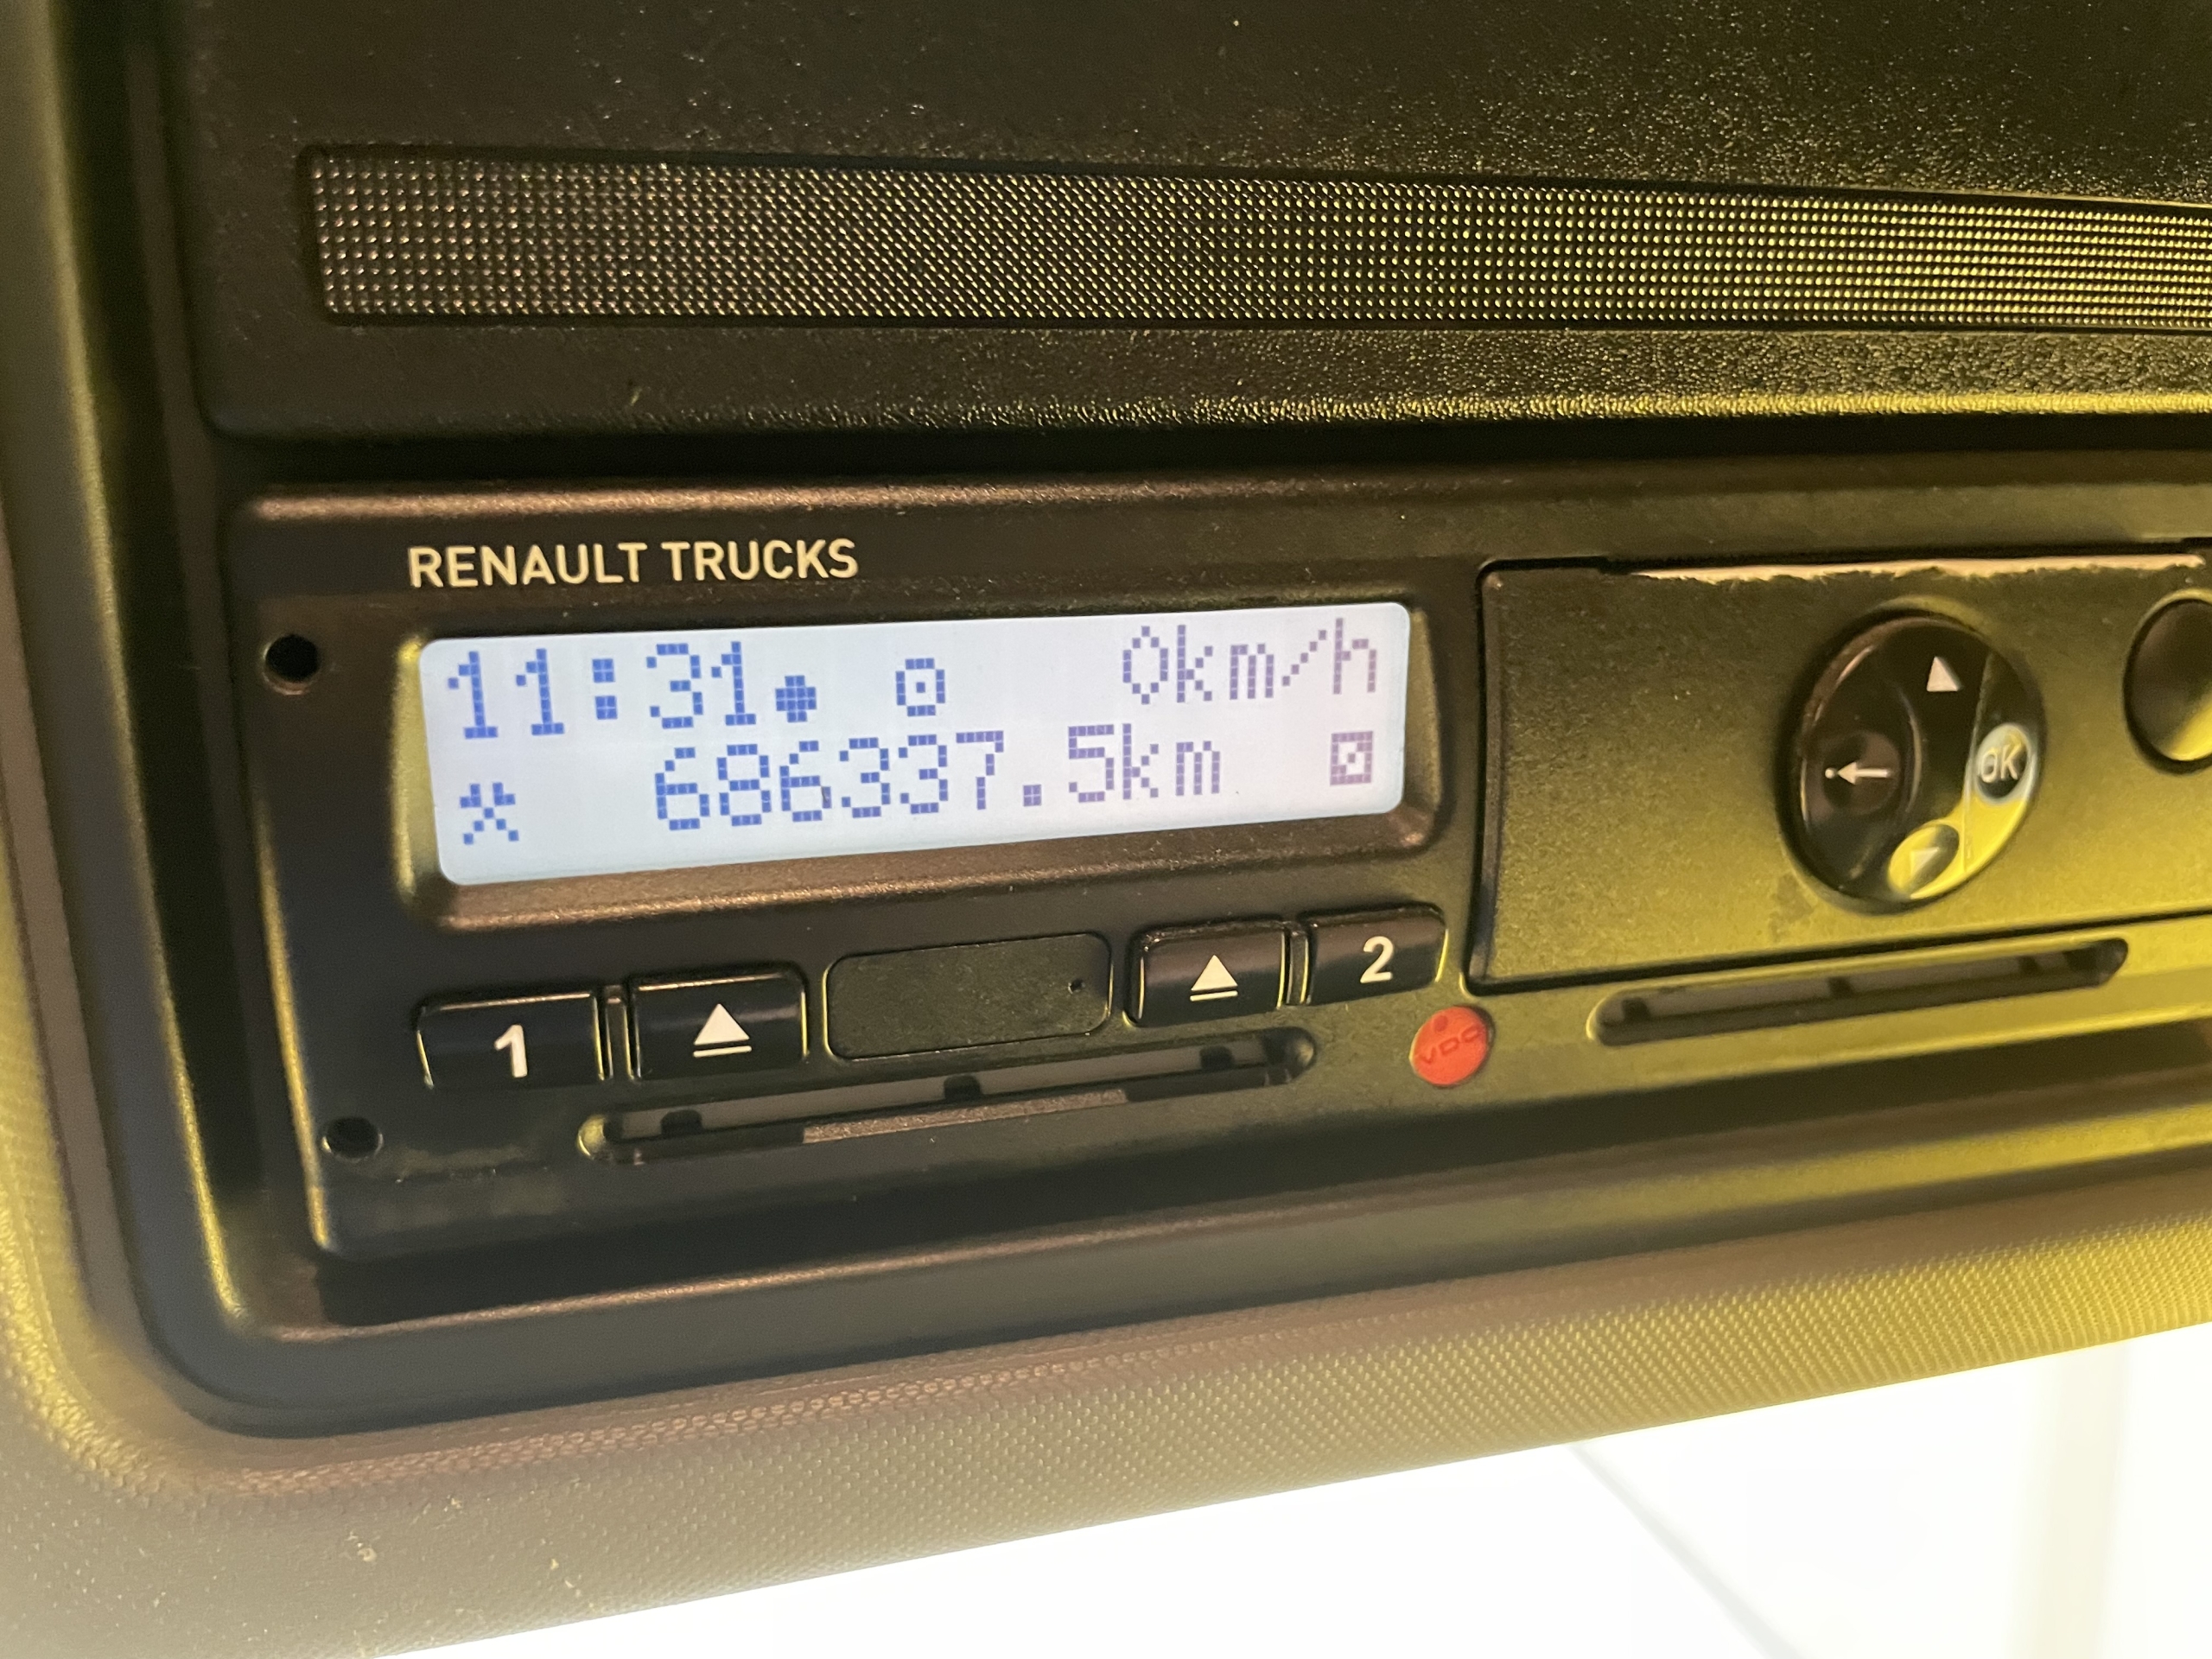 RENAULT TRUCKS
11:31● ⊙ 0km/h
686337.5km
1 2
OK
VDO